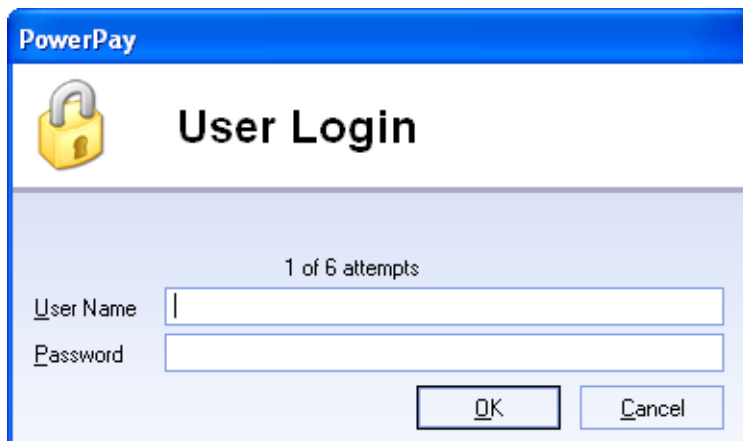 PowerPay
User Login
1 of 6 attempts
User Name
Password
OK
Cancel